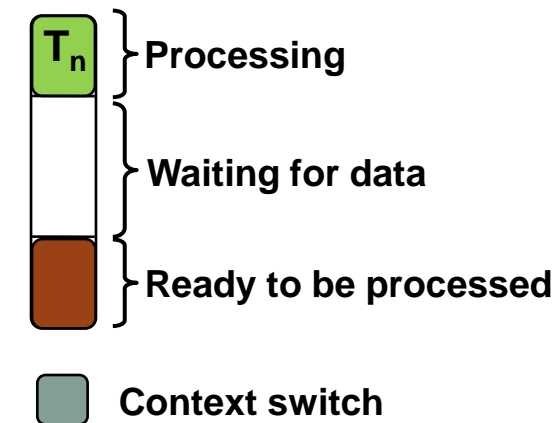 Tn
Processing
Waiting for data
Ready to be processed
Context switch